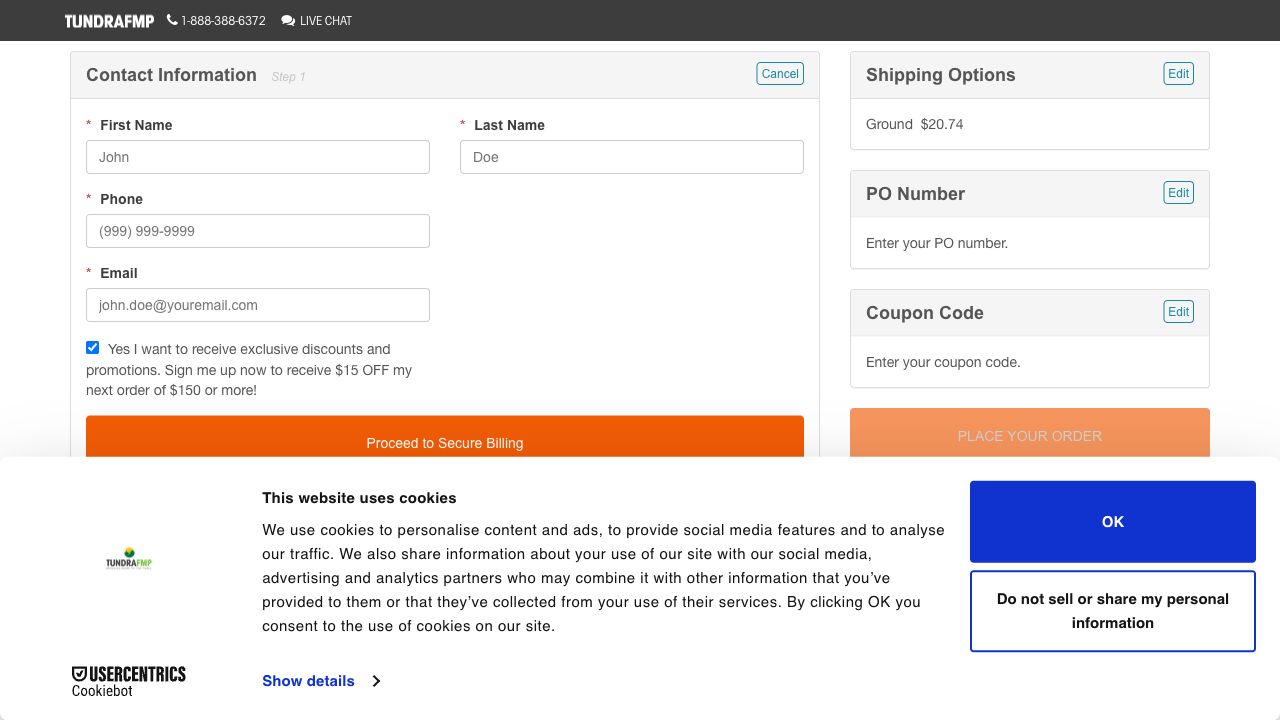 TUNDRAFMP 1-888-388-6372 LIVE CHAT
Contact Information Step 1 Cancel
* First Name
* Last Name
John
Doe
* Phone
(999) 999-9999
* Email
john.doe@youremail.com
Yes I want to receive exclusive discounts and
promotions. Sign me up now to receive $15 OFF my
next order of $150 or more!
Proceed to Secure Billing
Shipping Options Edit
Ground $20.74
PO Number Edit
Enter your PO number.
Coupon Code Edit
Enter your coupon code.
PLACE YOUR ORDER
TUNDRAFMP
USERCENTRICS
Cookiebot
This website uses cookies
We use cookies to personalise content and ads, to provide social media features and to analyse
our traffic. We also share information about your use of our site with our social media,
advertising and analytics partners who may combine it with other information that you've
provided to them or that they've collected from your use of their services. By clicking OK you
consent to the use of cookies on our site.
Show details
OK
Do not sell or share my personal
information